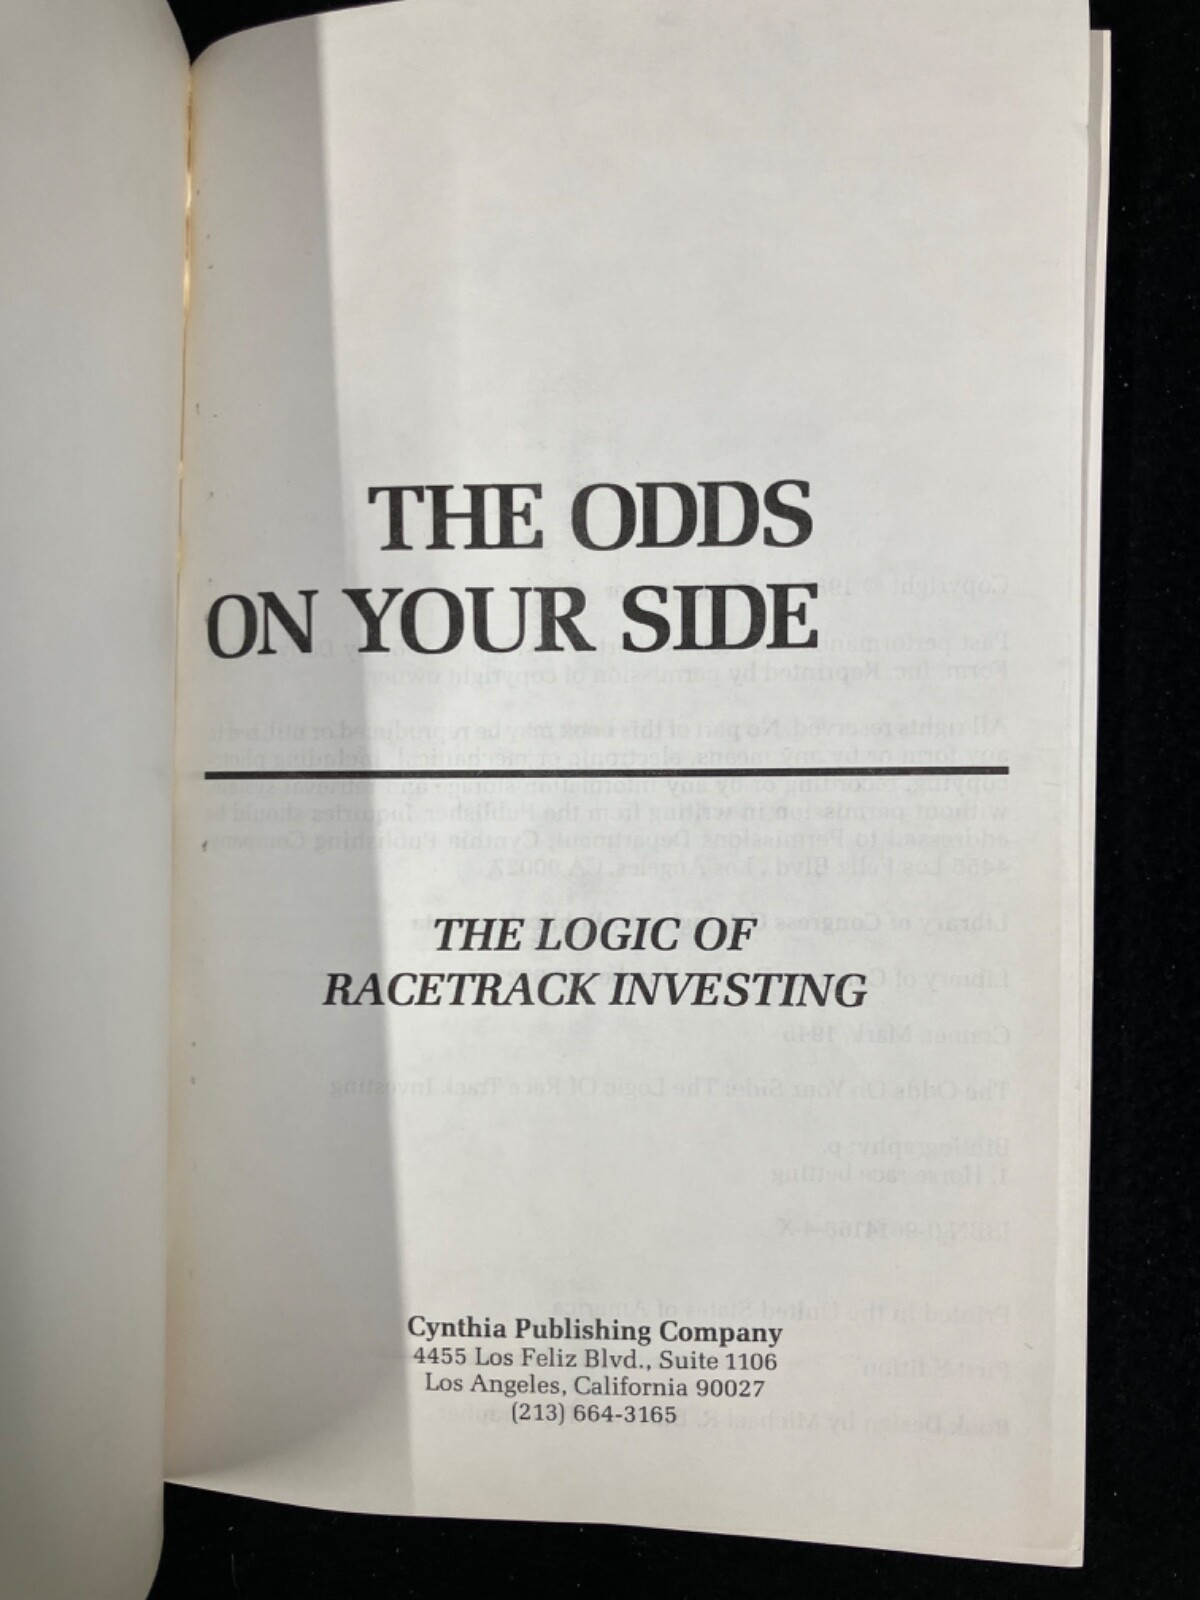 THE ODDS
ON YOUR SIDE
THE LOGIC OF
RACETRACK INVESTING
Cynthia Publishing Company
4455 Los Feliz Blvd., Suite 1106
Los Angeles, California 90027
(213) 664-3165